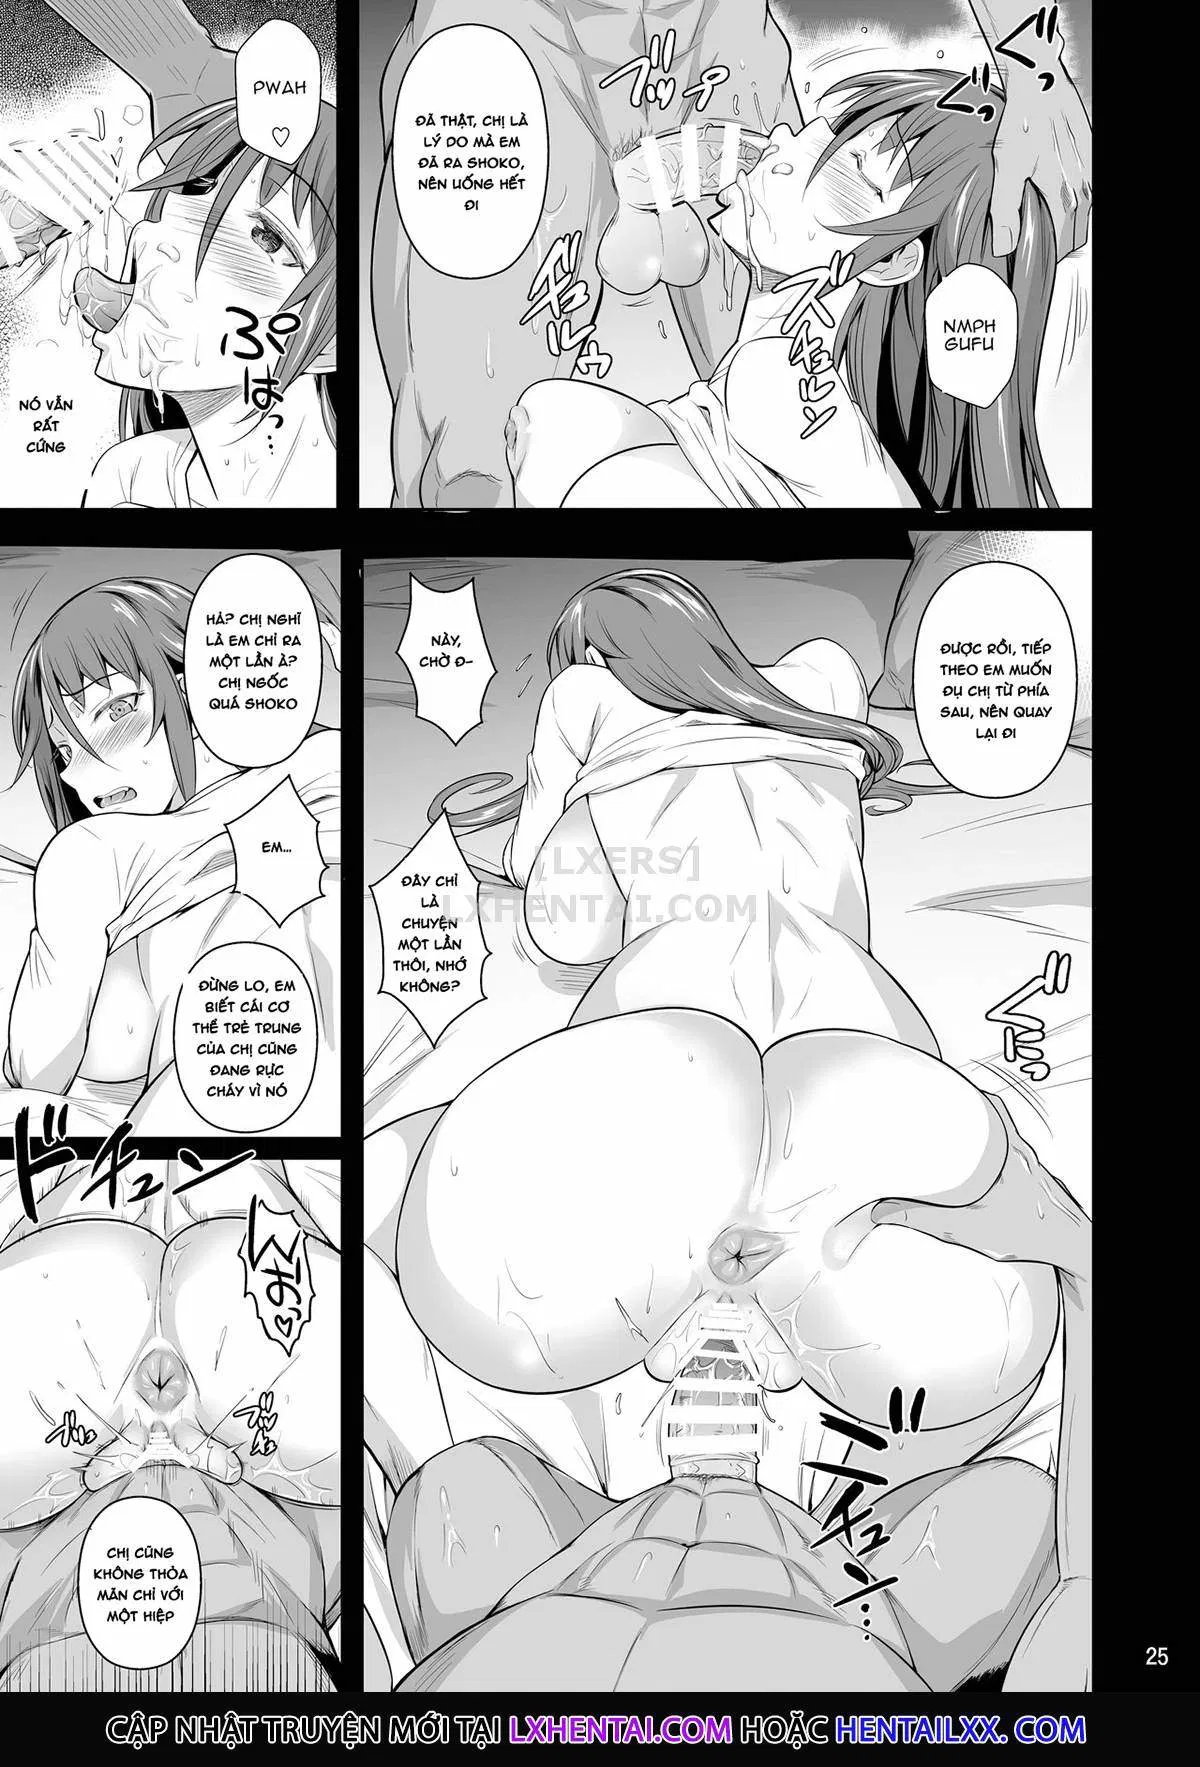 ĐÃ THẬT, CHỊ LÀ
LÝ DO MÀ EM
ĐÃ RA SHOKO,
NÊN UỐNG HẾT
ĐI
NMPH
GUFU
PWAH
♡
ぷはっ…
NÓ VẪN
RẤT
CỨNG
ĐƯỢC RỒI, TIẾP
THEO EM MUỐN
ĐỤ CHỊ TỪ PHÍA
SAU, NÊN QUAY
LẠI ĐI
NÀY,
CHỜ Đ-
ĐÂY CHỈ
LÀ
CHUYỆN
MỘT LẦN
THÔI, NHỚ
KHÔNG?
HẢ? CHỊ NGHĨ
LÀ EM CHỈ RA
MỘT LẦN À?
CHỊ NGỐC
QUÁ SHOKO
EM...
ĐỪNG LO, EM
BIẾT CÁI CƠ
THỂ TRẺ TRUNG
CỦA CHỊ CŨNG
ĐANG RỰC
CHÁY VÌ NÓ
ドチュン
CHỊ CŨNG
KHÔNG THỎA
MÃN CHỈ VỚI
MỘT HIỆP
[LXERS]
LXHENTAI.COM
25
CẬP NHẬT TRUYỆN MỚI TẠI LXHENTAI.COM HOẶC HENTAILXX. COM